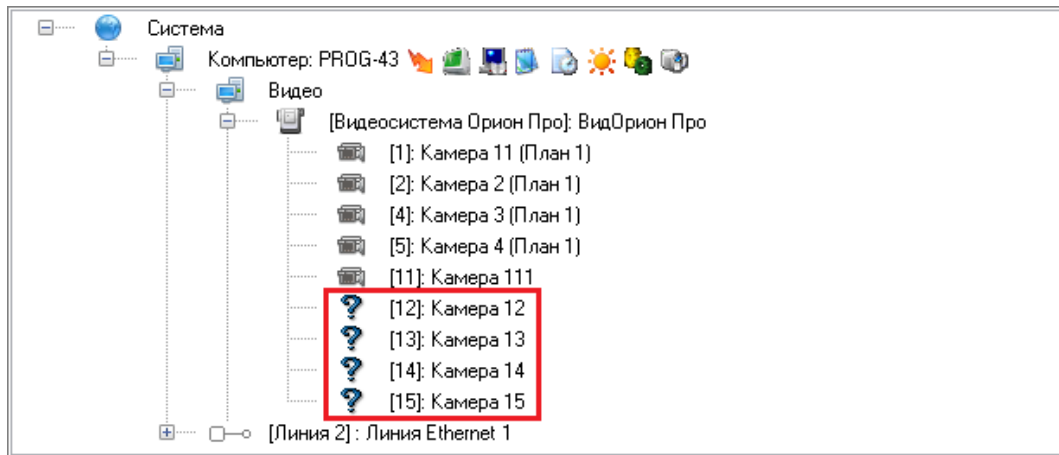 Система
Компьютер: PROG-43
Видео
[Видеосистема Орион Про]: ВидОрион Про
[1]: Камера 11 (План 1)
[2]: Камера 2 (План 1)
[4]: Камера 3 (План 1)
[5]: Камера 4 (План 1)
[11]: Камера 111
[12]: Камера 12
[13]: Камера 13
[14]: Камера 14
[15]: Камера 15
[Линия 2] : Линия Ethernet 1